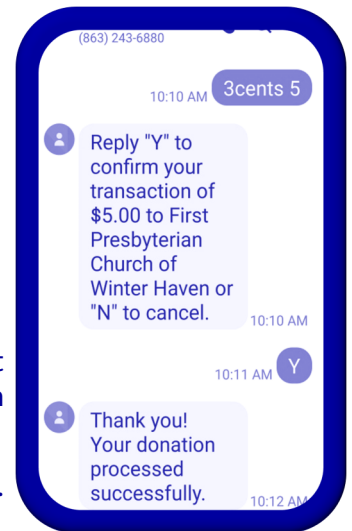 (863) 243-6880
10:10 AM 3cents 5
Reply "Y" to
confirm your
transaction of
$5.00 to First
Presbyterian
Church of
Winter Haven or
"N" to cancel.
10:10 AM
10:11 AM Y
Thank you!
Your donation
processed
successfully.
10:12 AM